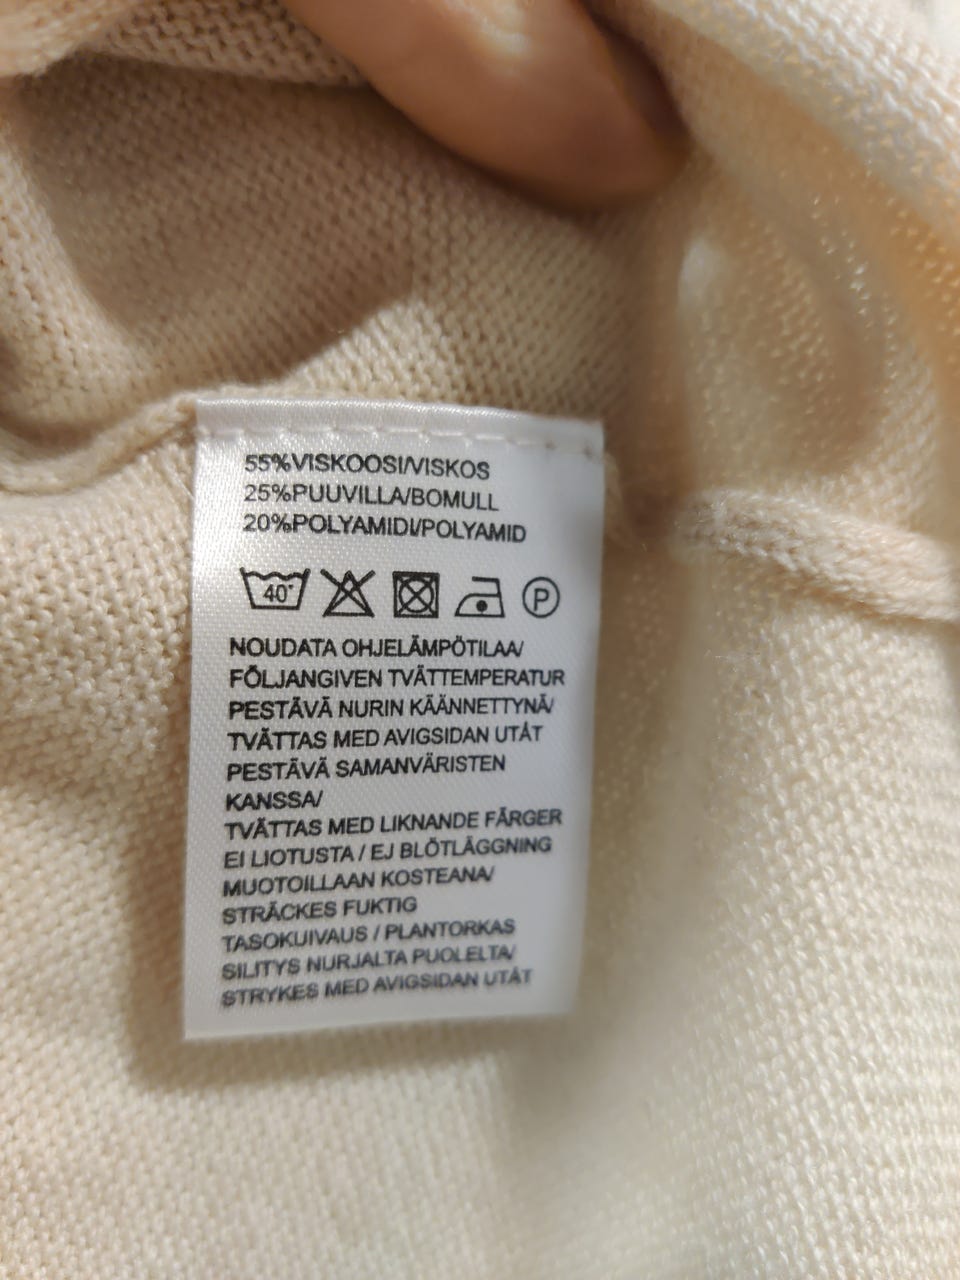 55%VISKOOSI/VISKOS
25%PUUVILLA/BOMULL
20%POLYAMIDI/POLYAMID
40° P
NOUDATA OHJELÄMPÖTILAA/
FÖLJANGIVEN TVÄTTEMPERATUR
PESTÄVÄ NURIN KÄÄNNETTYNÄ/
TVÄTTAS MED AVIGSIDAN UTÅT
PESTÄVÄ SAMANVÄRISTEN
KANSSA/
TVÄTTAS MED LIKNANDE FÄRGER
EI LIOTUSTA / EJ BLÖTLÄGGNING
MUOTOILLAAN KOSTEANA/
STRÄCKES FUKTIG
TASOKUIVAUS / PLANTORKAS
SILITYS NURJALTA PUOLELTA/
STRYKES MED AVIGSIDAN UTÅT